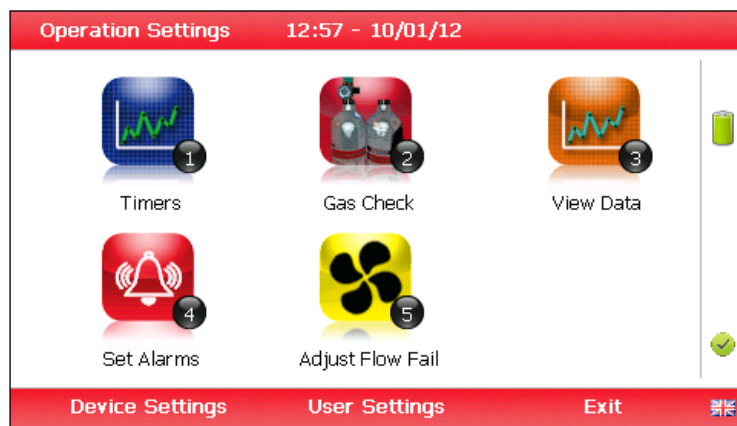 Operation Settings 12:57 - 10/01/12
1 2 3
Timers Gas Check View Data
4 5
Set Alarms Adjust Flow Fail
Device Settings User Settings Exit